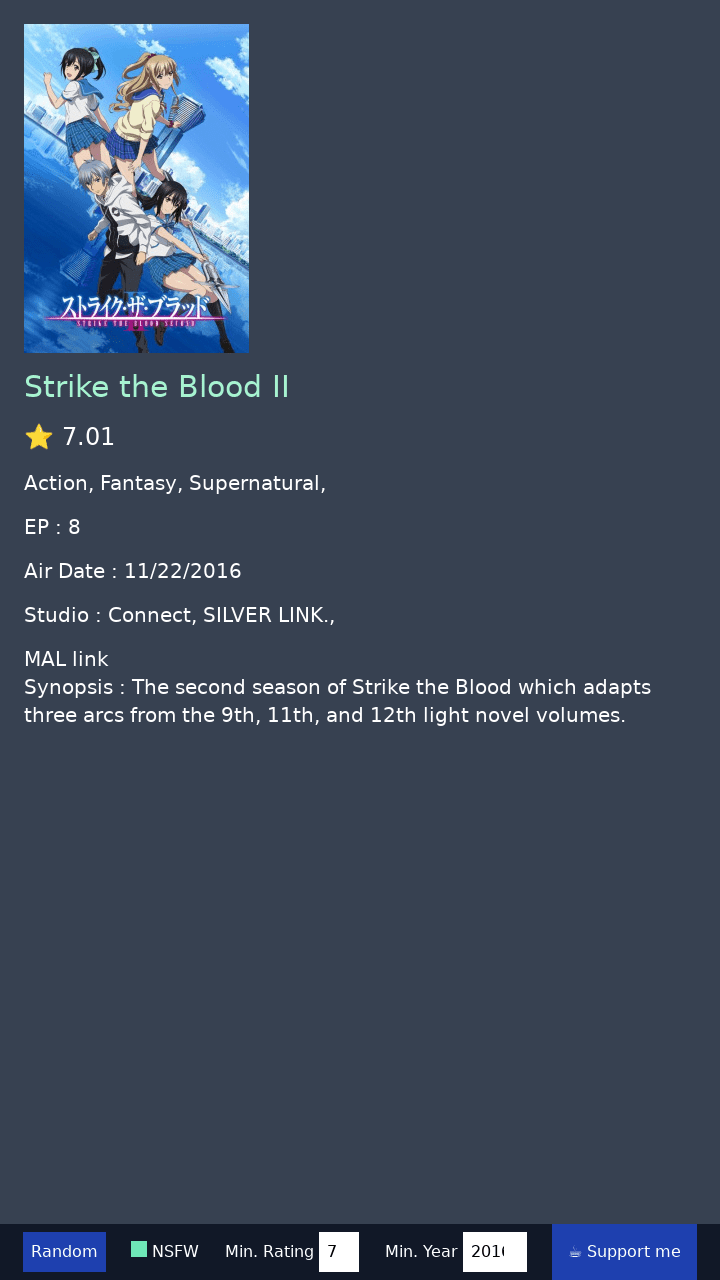 ストライク・ザ・ブラッド
STRIKE THE BLOOD SECOND
Strike the Blood II
⭐ 7.01
Action, Fantasy, Supernatural,
EP : 8
Air Date : 11/22/2016
Studio : Connect, SILVER LINK.,
MAL link
Synopsis : The second season of Strike the Blood which adapts
three arcs from the 9th, 11th, and 12th light novel volumes.
Random NSFW Min. Rating 7 Min. Year 2016 ☕ Support me